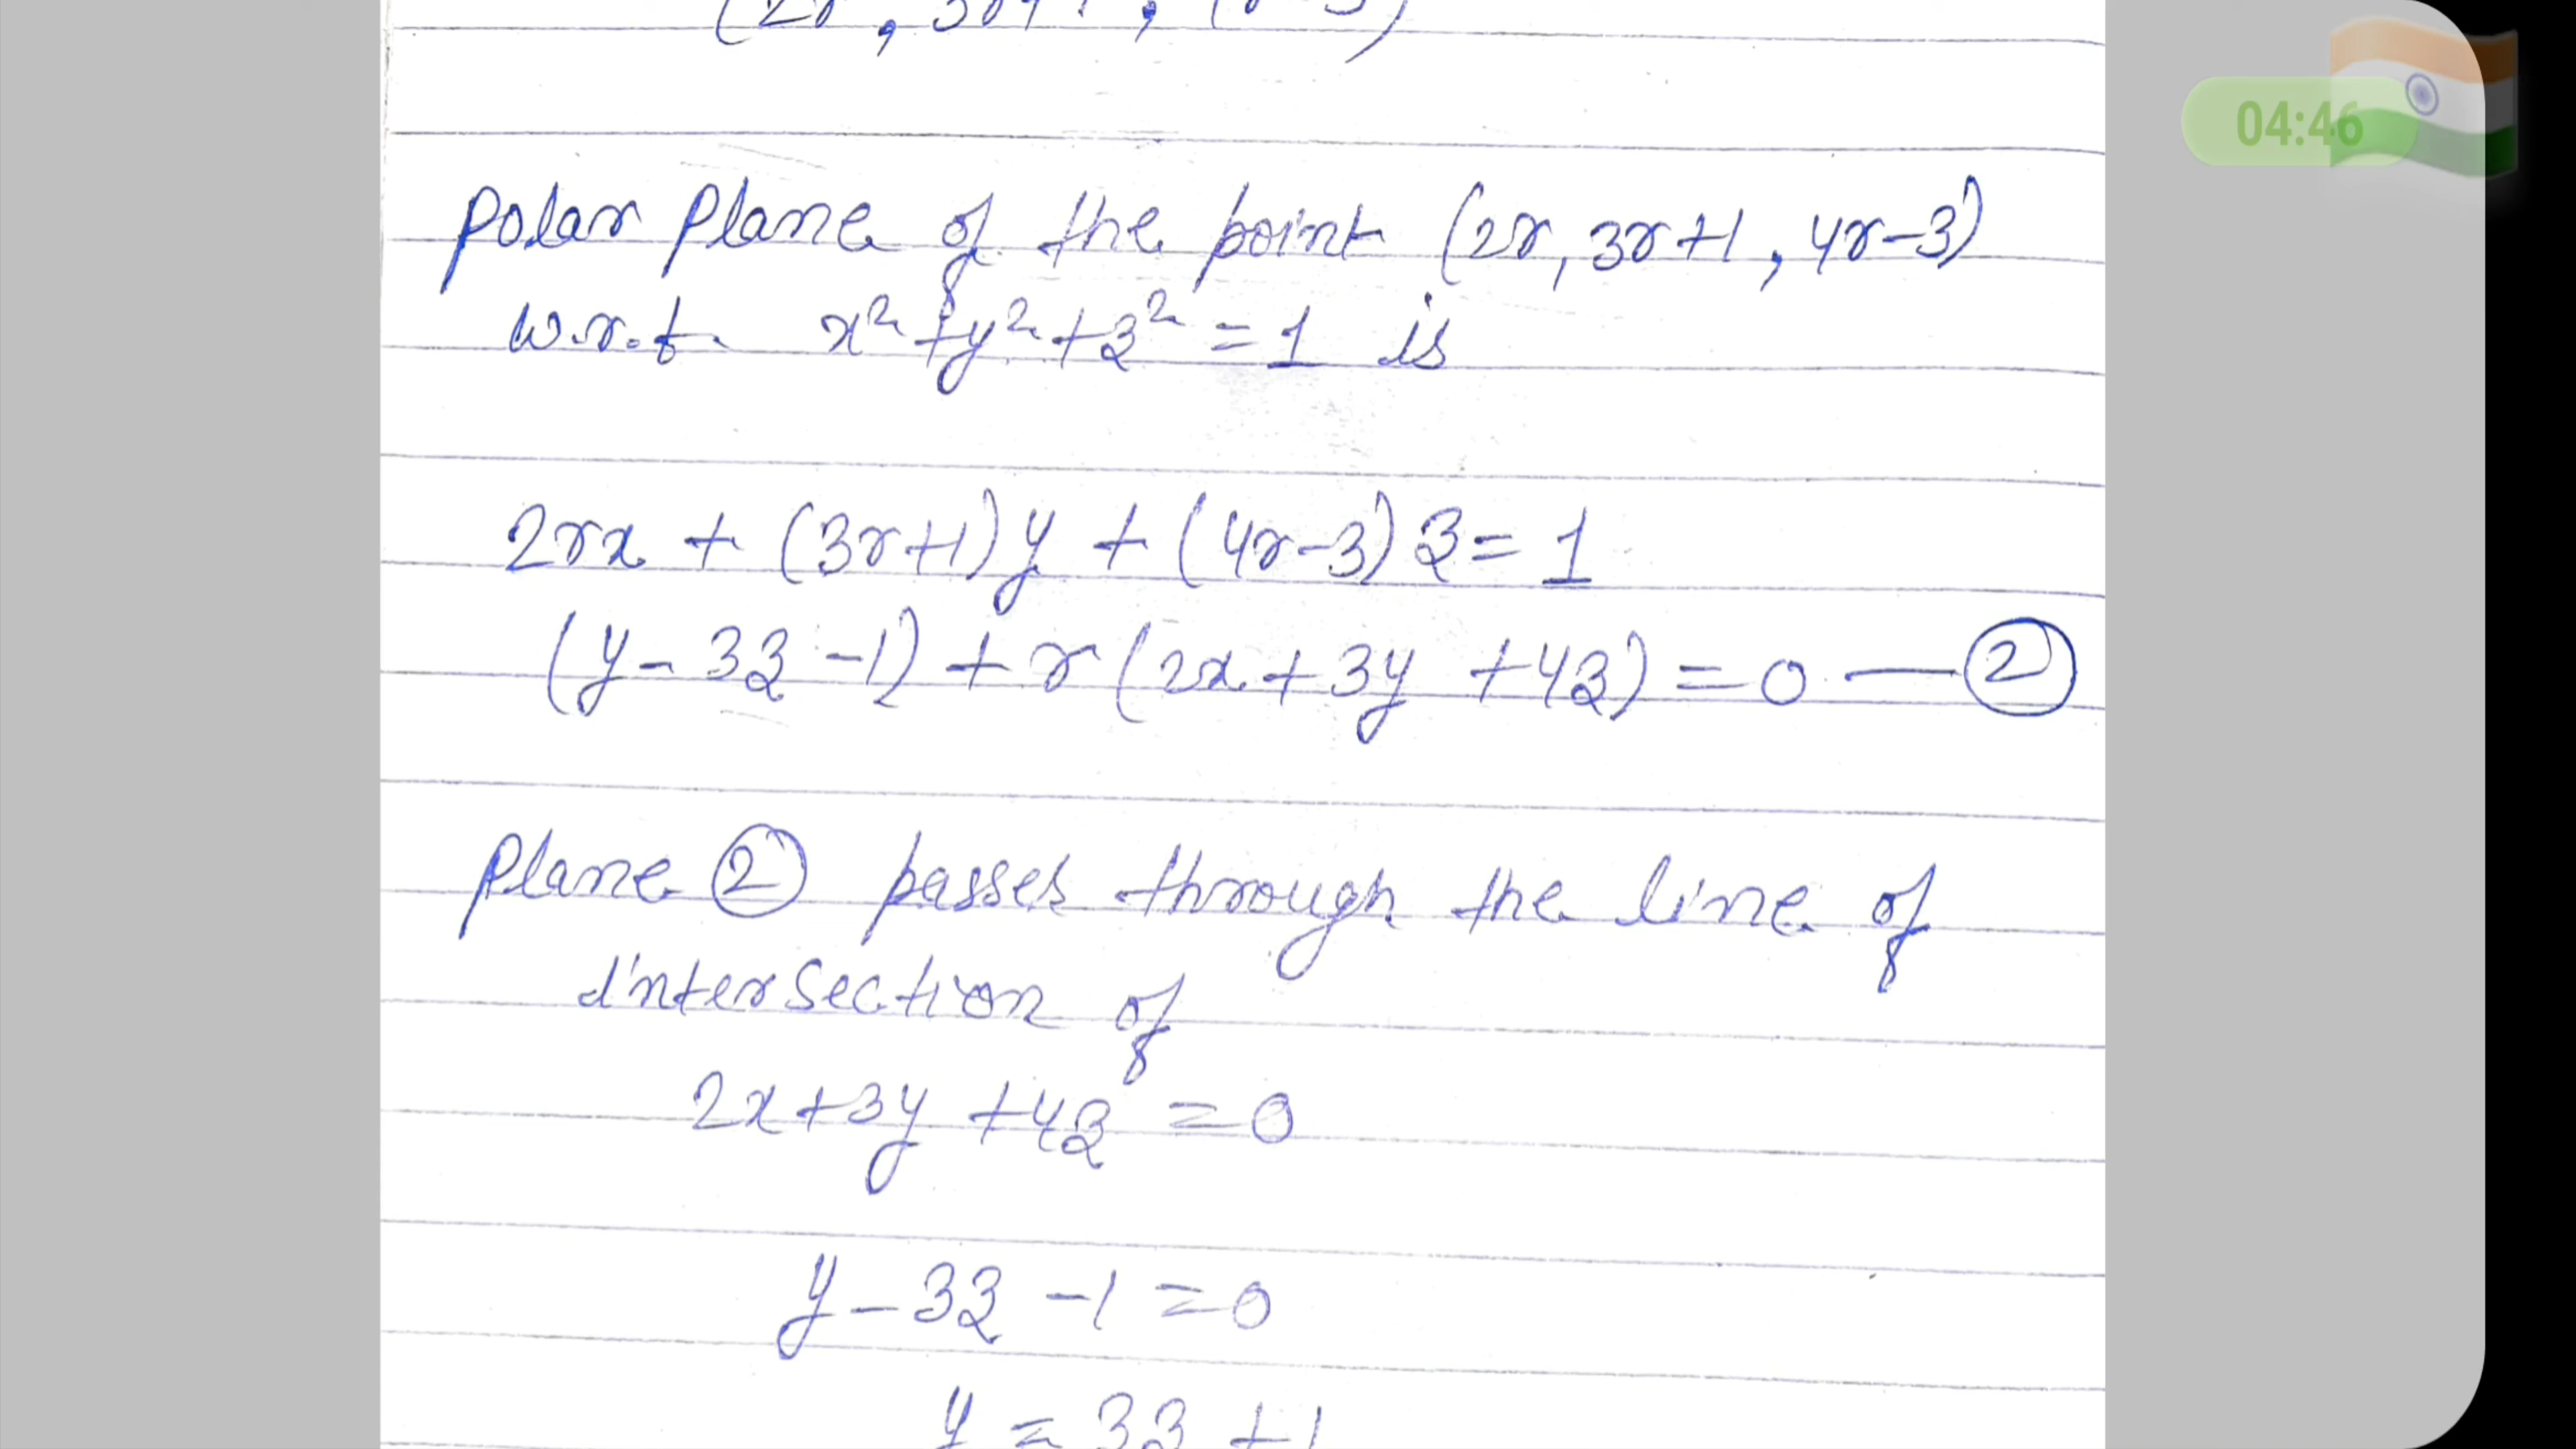 04:46
Polar plane of the point (2r, 3r+1, 4r-3)
w.r.t. x²+y²+z²=1 is
2rx + (3r+1)y + (4r-3)z = 1
(y-3z-1)+r(2x+3y+4z)=0 — ②
Plane ② passes through the line of
intersection of
2x+3y+4z=0
y-3z-1=0
y=3z+1